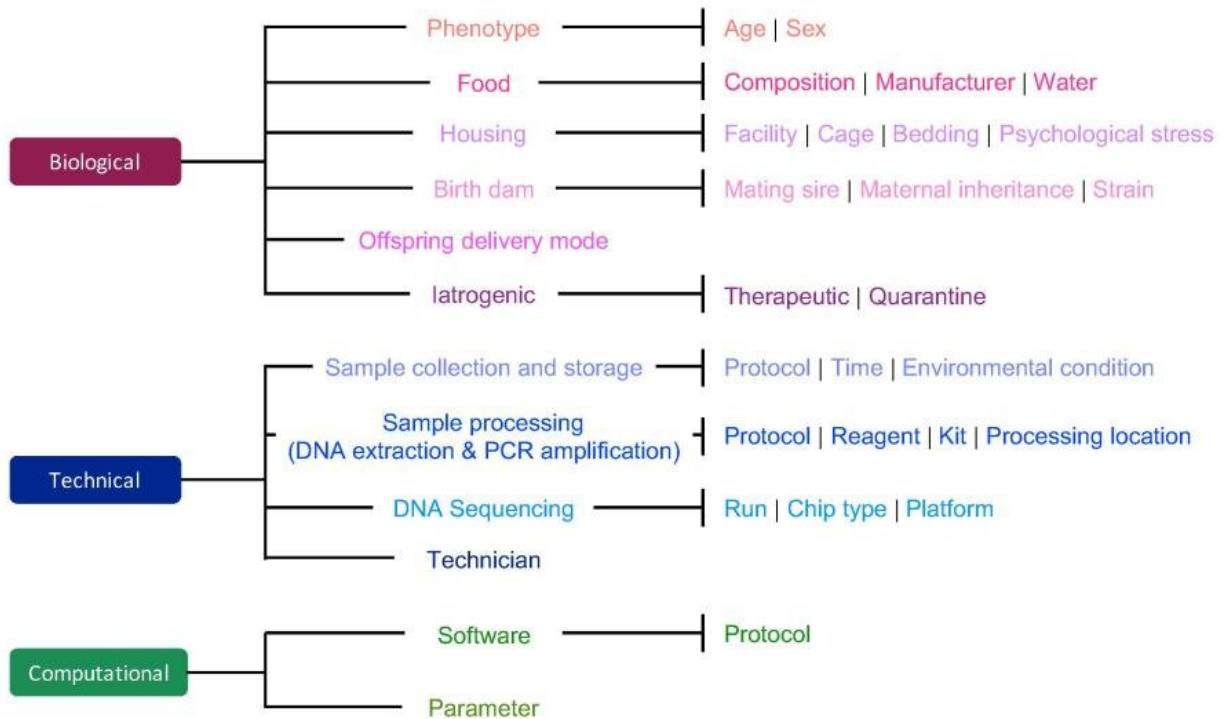 Phenotype Age | Sex
Food Composition | Manufacturer | Water
Housing Facility | Cage | Bedding | Psychological stress
Biological
Birth dam Mating sire | Maternal inheritance | Strain
Offspring delivery mode
Iatrogenic Therapeutic | Quarantine
Sample collection and storage Protocol | Time | Environmental condition
Sample processing
(DNA extraction & PCR amplification) Protocol | Reagent | Kit | Processing location
Technical
DNA Sequencing Run | Chip type | Platform
Technician
Software Protocol
Computational
Parameter